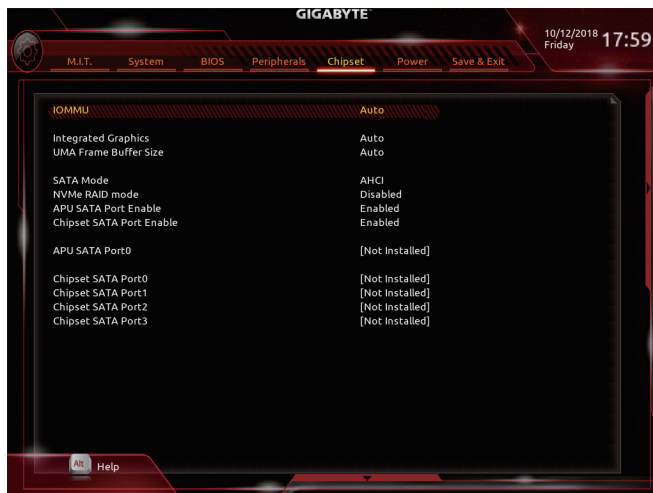 GIGABYTE™
10/12/2018 17:59
Friday
M.I.T. System BIOS Peripherals Chipset Power Save & Exit
IOMMU Auto
Integrated Graphics Auto
UMA Frame Buffer Size Auto
SATA Mode AHCI
NVMe RAID mode Disabled
APU SATA Port Enable Enabled
Chipset SATA Port Enable Enabled
APU SATA Port0 [Not Installed]
Chipset SATA Port0 [Not Installed]
Chipset SATA Port1 [Not Installed]
Chipset SATA Port2 [Not Installed]
Chipset SATA Port3 [Not Installed]
Alt Help